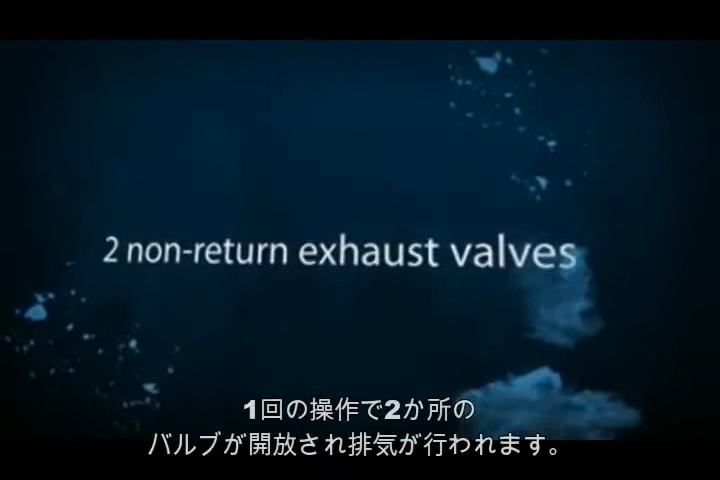 2 non-return exhaust valves
1回の操作で2か所の
バルブが開放され排気が行われます。